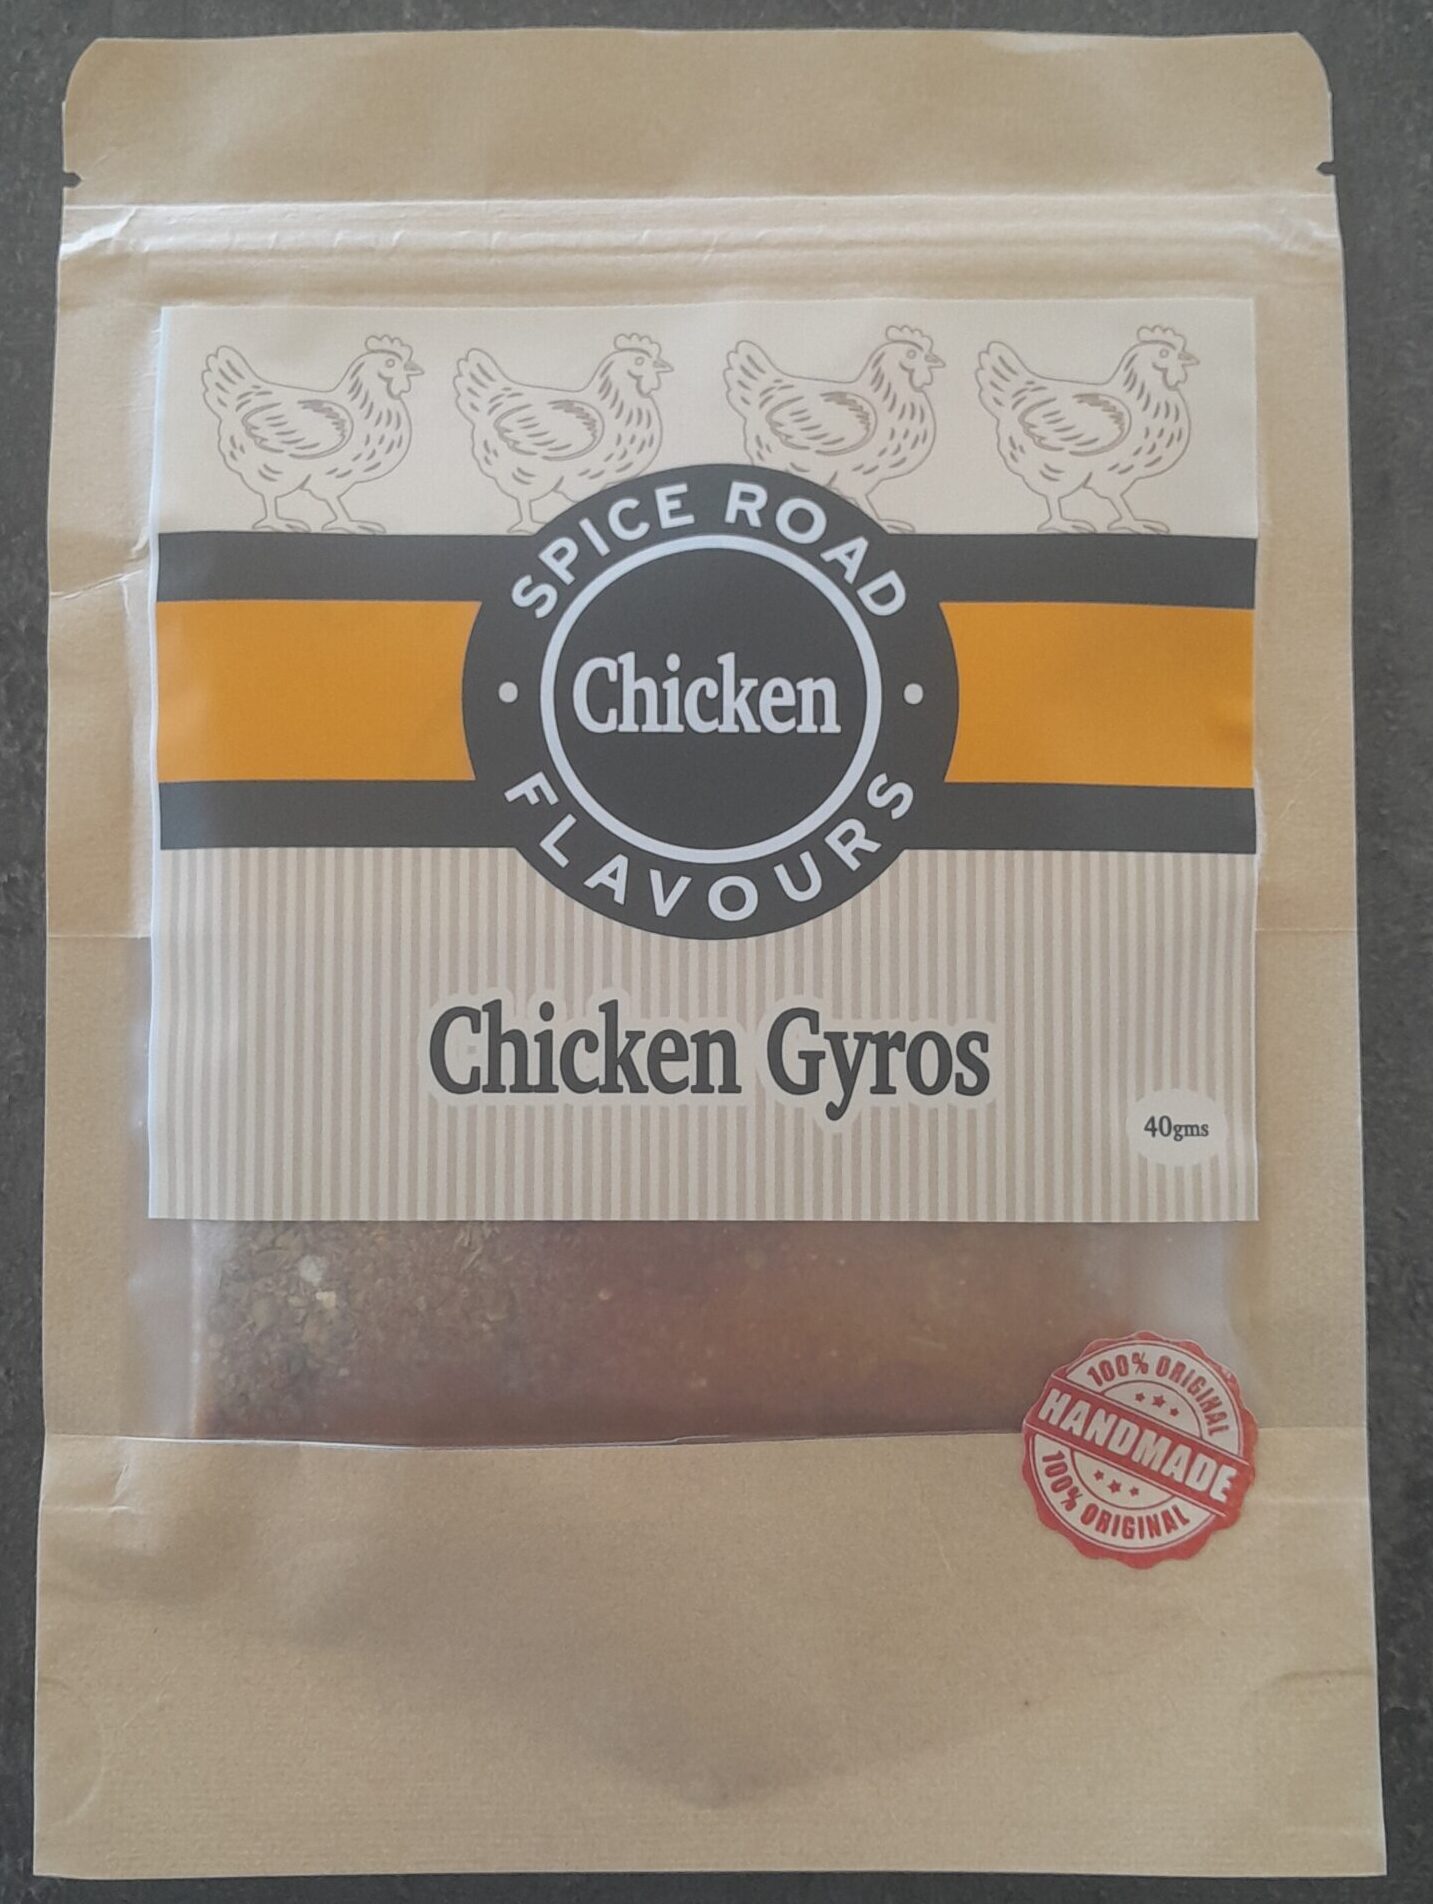 SPICE ROAD
Chicken
FLAVOURS
Chicken Gyros
40gms
100% ORIGINAL
HANDMADE
100% ORIGINAL